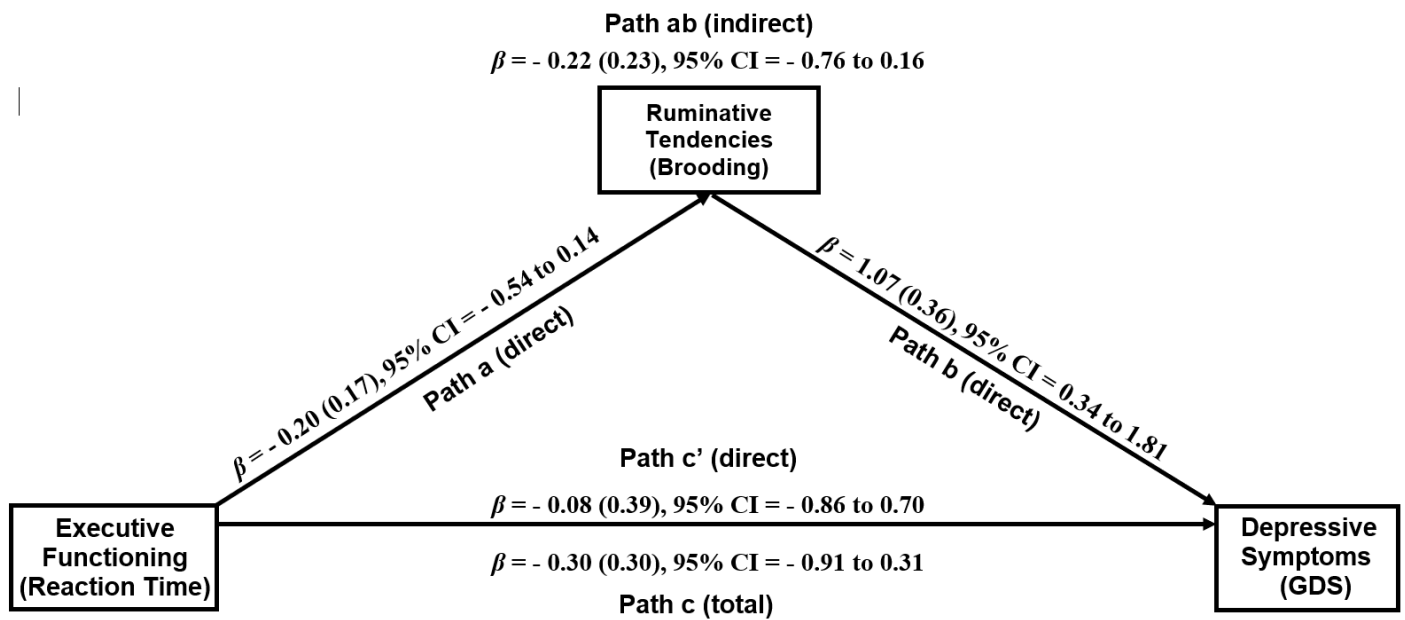 Path ab (indirect)
β = - 0.22 (0.23), 95% CI = - 0.76 to 0.16
Ruminative
Tendencies
(Brooding)
β = - 0.20 (0.17), 95% CI = - 0.54 to 0.14
Path a (direct)
β = 1.07 (0.36), 95% CI = 0.34 to 1.81
Path b (direct)
Path c’ (direct)
β = - 0.08 (0.39), 95% CI = - 0.86 to 0.70
Executive
Functioning
(Reaction Time)
β = - 0.30 (0.30), 95% CI = - 0.91 to 0.31
Path c (total)
Depressive
Symptoms
(GDS)